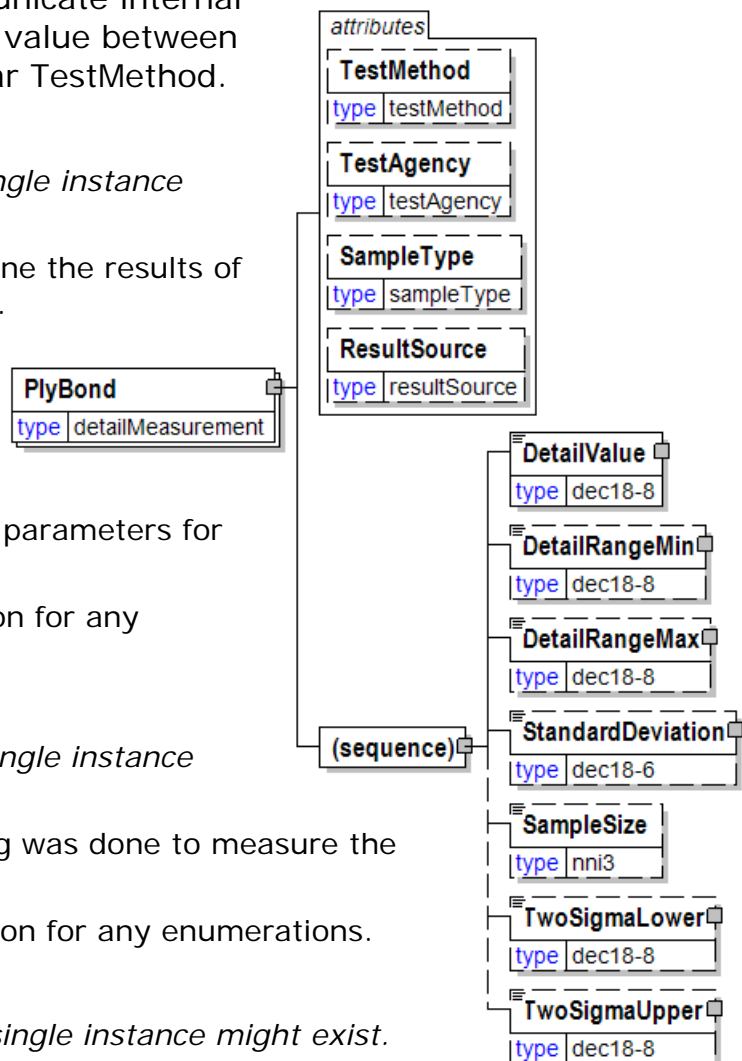 unicate internal
value between
ar TestMethod.
ngle instance
ne the results of
.
parameters for
on for any
ngle instance
g was done to measure the
on for any enumerations.
single instance might exist.
PlyBond
type detailMeasurement
attributes
TestMethod
type testMethod
TestAgency
type testAgency
SampleType
type sampleType
ResultSource
type resultSource
(sequence)
DetailValue
type dec18-8
DetailRangeMin
type dec18-8
DetailRangeMax
type dec18-8
StandardDeviation
type dec18-6
SampleSize
type nni3
TwoSigmaLower
type dec18-8
TwoSigmaUpper
type dec18-8